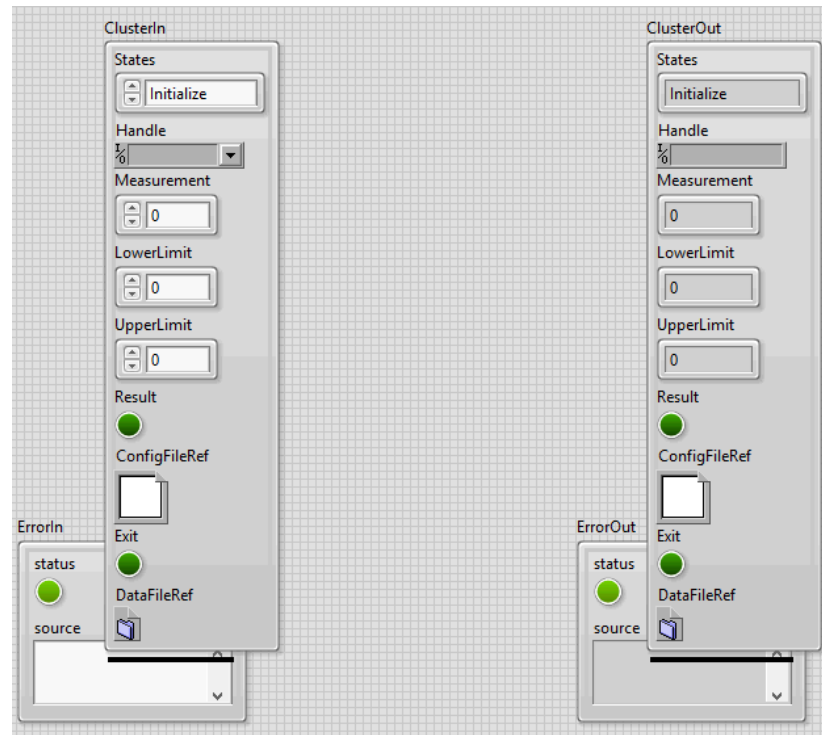 ClusterIn
States
Initialize
Handle
I/O
Measurement
0
LowerLimit
0
UpperLimit
0
Result
ConfigFileRef
Exit
DataFileRef
ErrorIn
status
source
ClusterOut
States
Initialize
Handle
I/O
Measurement
0
LowerLimit
0
UpperLimit
0
Result
ConfigFileRef
Exit
DataFileRef
ErrorOut
status
source